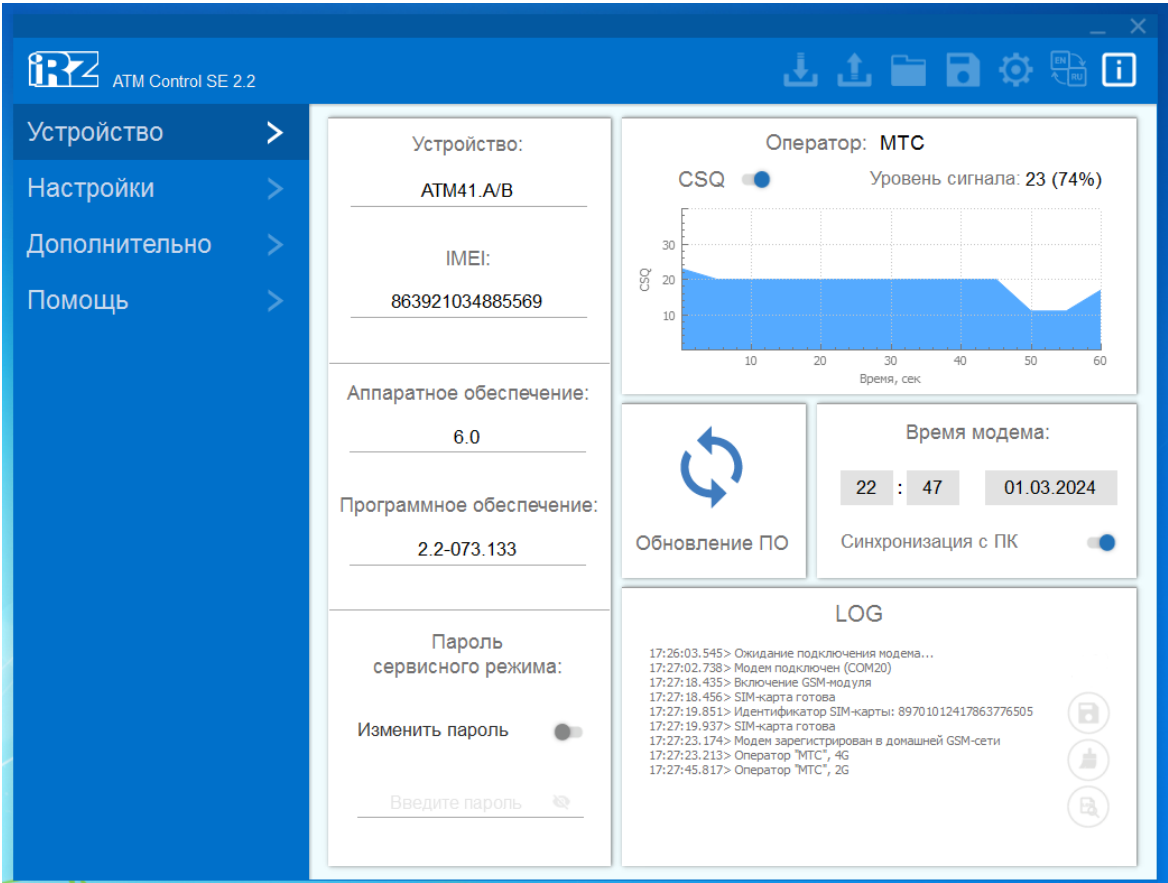 iRZ ATM Control SE 2.2
EN
RU
Устройство
Настройки
Дополнительно
Помощь
Устройство:
ATM41.A/B
IMEI:
863921034885569
Аппаратное обеспечение:
6.0
Программное обеспечение:
2.2-073.133
Пароль
сервисного режима:
Изменить пароль
Введите пароль
Оператор: МТС
CSQ
Уровень сигнала: 23 (74%)
CSQ
30
20
10
10 20 30 40 50 60
Время, сек
Обновление ПО
Время модема:
22 : 47 01.03.2024
Синхронизация с ПК
LOG
17:26:03.545> Ожидание подключения модема...
17:27:02.738> Модем подключен (COM20)
17:27:18.435> Включение GSM-модуля
17:27:18.456> SIM-карта готова
17:27:19.851> Идентификатор SIM-карты: 89701012417863776505
17:27:19.937> SIM-карта готова
17:27:23.174> Модем зарегистрирован в домашней GSM-сети
17:27:23.213> Оператор "МТС", 4G
17:27:45.817> Оператор "МТС", 2G